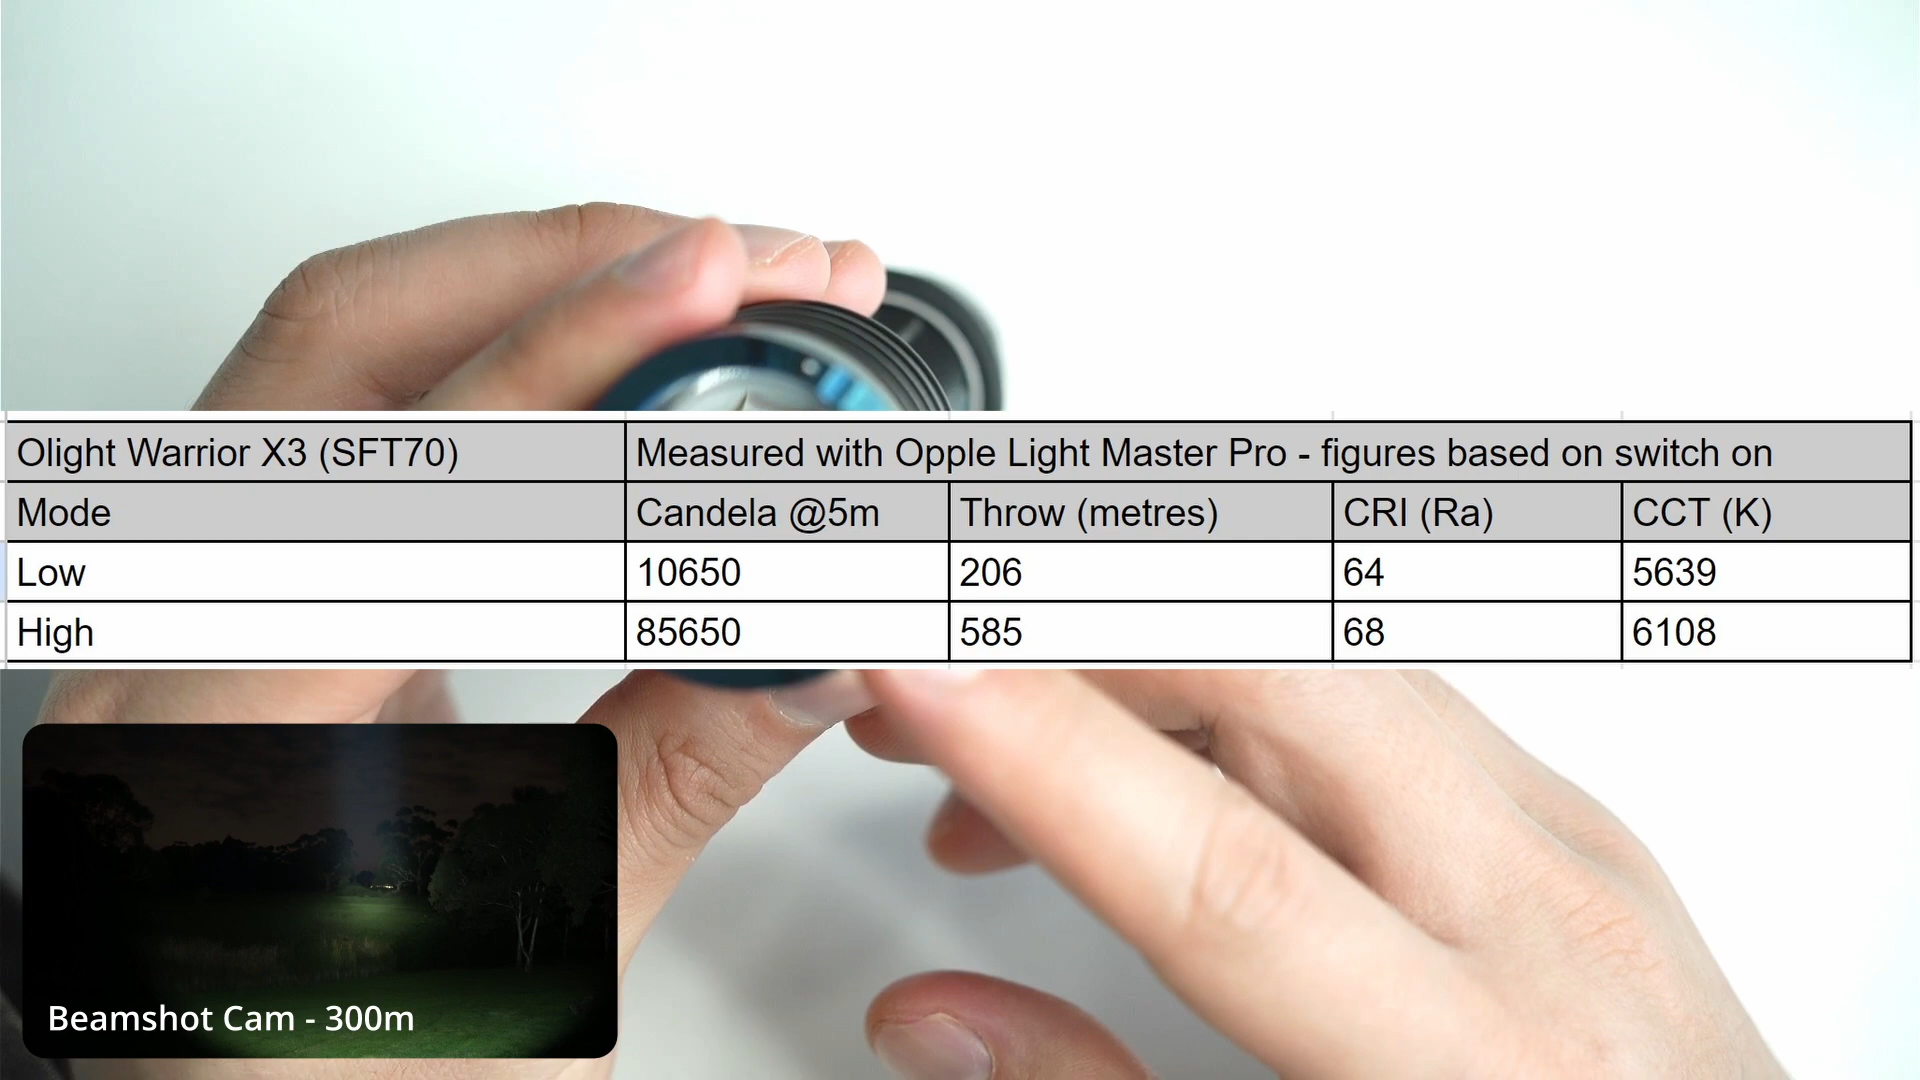 Olight Warrior X3 (SFT70) Measured with Opple Light Master Pro - figures based on switch on
Mode Candela @5m Throw (metres) CRI (Ra) CCT (K)
Low 10650 206 64 5639
High 85650 585 68 6108
Beamshot Cam - 300m